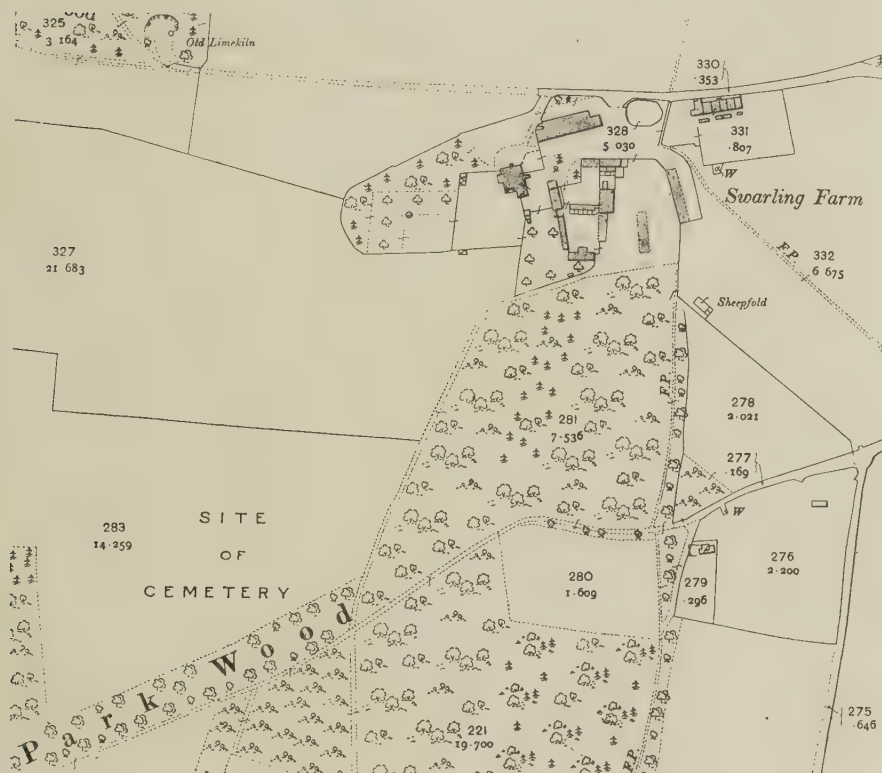 325
3·164
Old Limekiln
330
·353
328
5·030
331
·807
W
Swarling Farm
327
21·683
F.P.
332
6·675
Sheepfold
F.P.
278
2·021
281
7·536
277
·169
W
283
14·259
SITE
OF
CEMETERY
276
2·200
280
1·609
279
·296
Park Wood
221
19·700
275
·646
F.P.